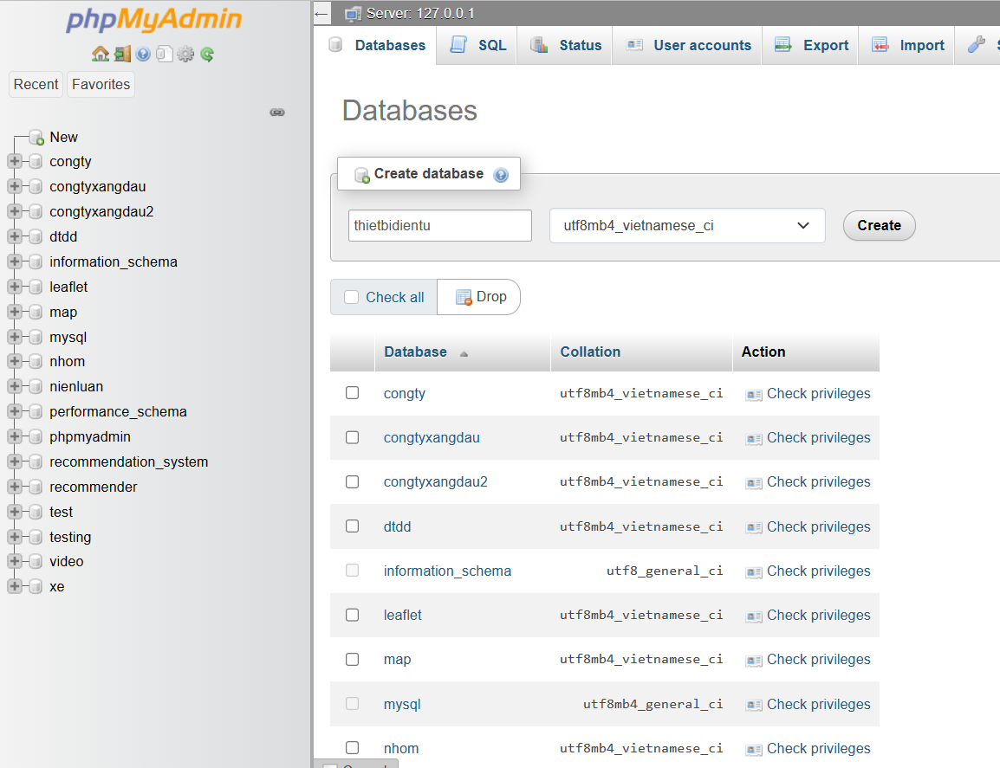 phpMyAdmin
Recent Favorites
New
congty
congtyxangdau
congtyxangdau2
dtdd
information_schema
leaflet
map
mysql
nhom
nienluan
performance_schema
phpmyadmin
recommendation_system
recommender
test
testing
video
xe
Server: 127.0.0.1
Databases SQL Status User accounts Export Import
Databases
Create database
thietbidientu utf8mb4_vietnamese_ci Create
Check all Drop
Database Collation Action
congty utf8mb4_vietnamese_ci Check privileges
congtyxangdau utf8mb4_vietnamese_ci Check privileges
congtyxangdau2 utf8mb4_vietnamese_ci Check privileges
dtdd utf8mb4_vietnamese_ci Check privileges
information_schema utf8_general_ci Check privileges
leaflet utf8mb4_vietnamese_ci Check privileges
map utf8mb4_vietnamese_ci Check privileges
mysql utf8mb4_general_ci Check privileges
nhom utf8mb4_vietnamese_ci Check privileges